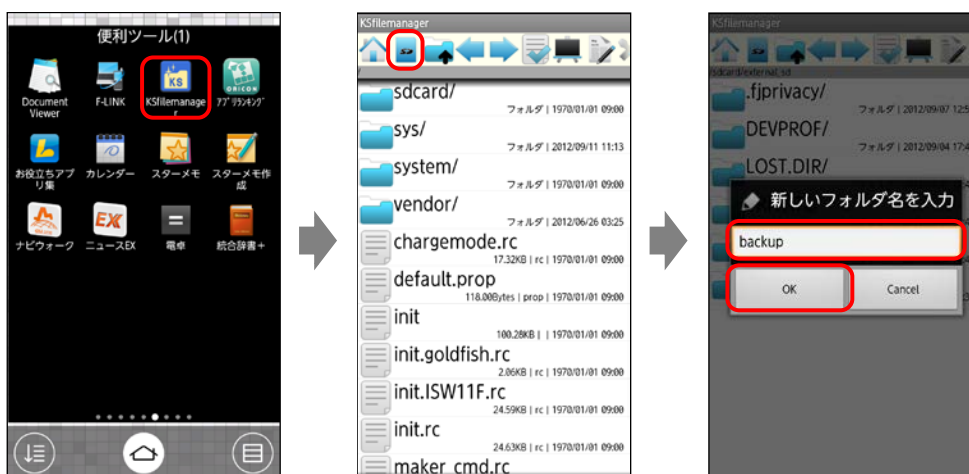 便利ツール(1)
Document Viewer
F-LINK
KS
KSfilemanager
ORICON
アプリランキング
お役立ちアプリ集
カレンダー
スターメモ
スターメモ作成
ナビウォーク
EX
ニュースEX
電卓
統合辞書+
KSfilemanager
SD
/
sdcard/
フォルダ | 1970/01/01 09:00
sys/
フォルダ | 2012/09/11 11:13
system/
フォルダ | 1970/01/01 09:00
vendor/
フォルダ | 2012/06/26 03:25
chargemode.rc
17.32KB | rc | 1970/01/01 09:00
default.prop
118.00Bytes | prop | 1970/01/01 09:00
init
100.28KB | | 1970/01/01 09:00
init.goldfish.rc
2.06KB | rc | 1970/01/01 09:00
init.ISW11F.rc
24.59KB | rc | 1970/01/01 09:00
init.rc
24.63KB | rc | 1970/01/01 09:00
maker_cmd.rc
KSfilemanager
/sdcard/external_sd
.fjprivacy/
フォルダ | 2012/09/07 12:5
DEVPROF/
フォルダ | 2012/09/04 17:4
LOST.DIR/
新しいフォルダ名を入力
backup
OK
Cancel